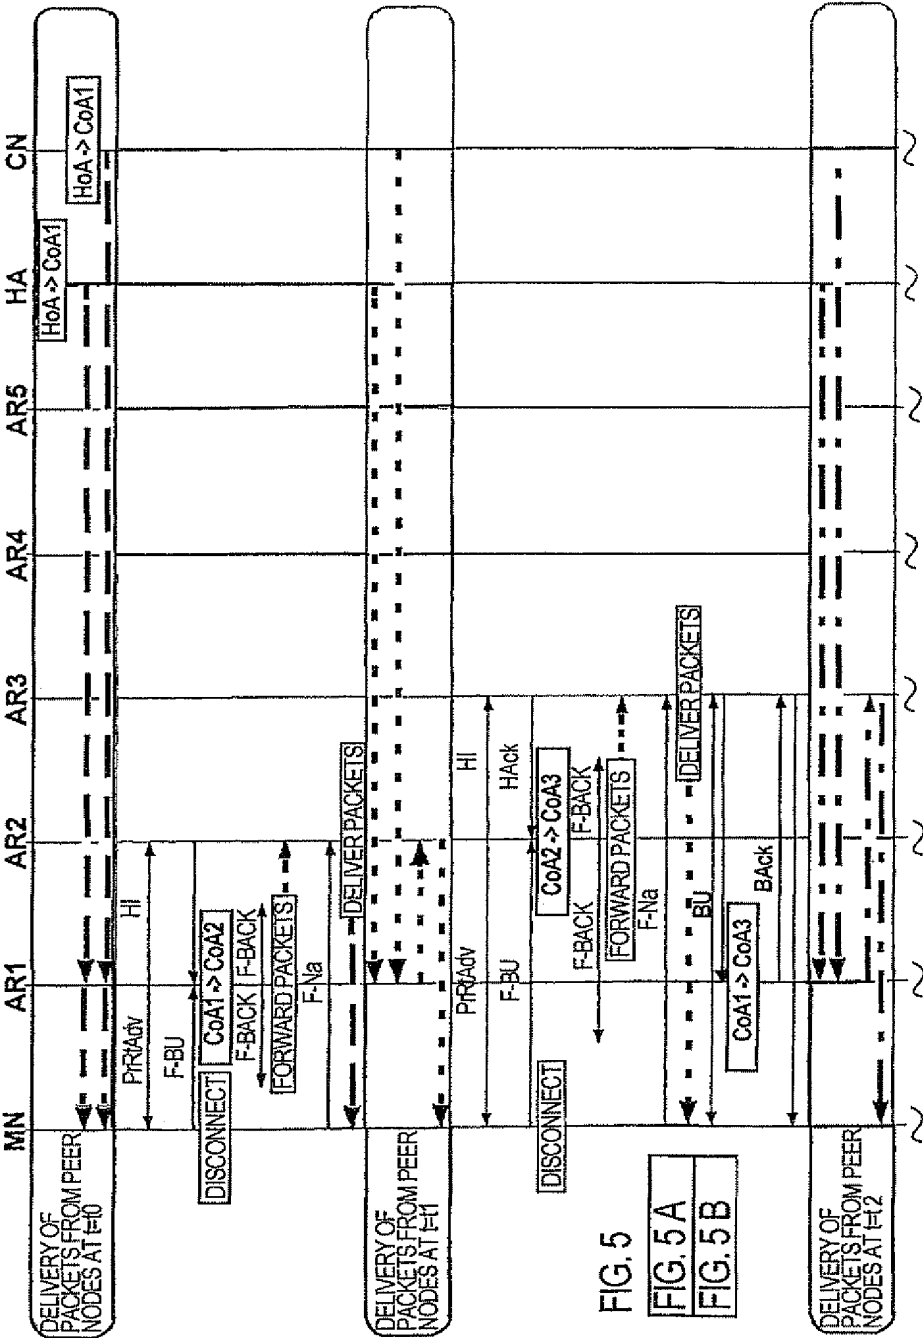 MN AR1 AR2 AR3 AR4 AR5 HA CN
HoA -> CoA1
HoA -> CoA1
DELIVERY OF
PACKETS FROM PEER
NODES AT t=t0
PrRtAdv HI
F-BU
DISCONNECT
CoA1 -> CoA2
F-BACK F-BACK
FORWARD PACKETS
F-Na
DELIVER PACKETS
DELIVERY OF
PACKETS FROM PEER
NODES AT t=t1
PrRtAdv HI
F-BU HAck
DISCONNECT
CoA2 -> CoA3
F-BACK F-BACK
FORWARD PACKETS
F-Na
DELIVER PACKETS
BU
CoA1 -> CoA3
BAck
FIG. 5
FIG. 5 A
FIG. 5 B
DELIVERY OF
PACKETS FROM PEER
NODES AT t=t2